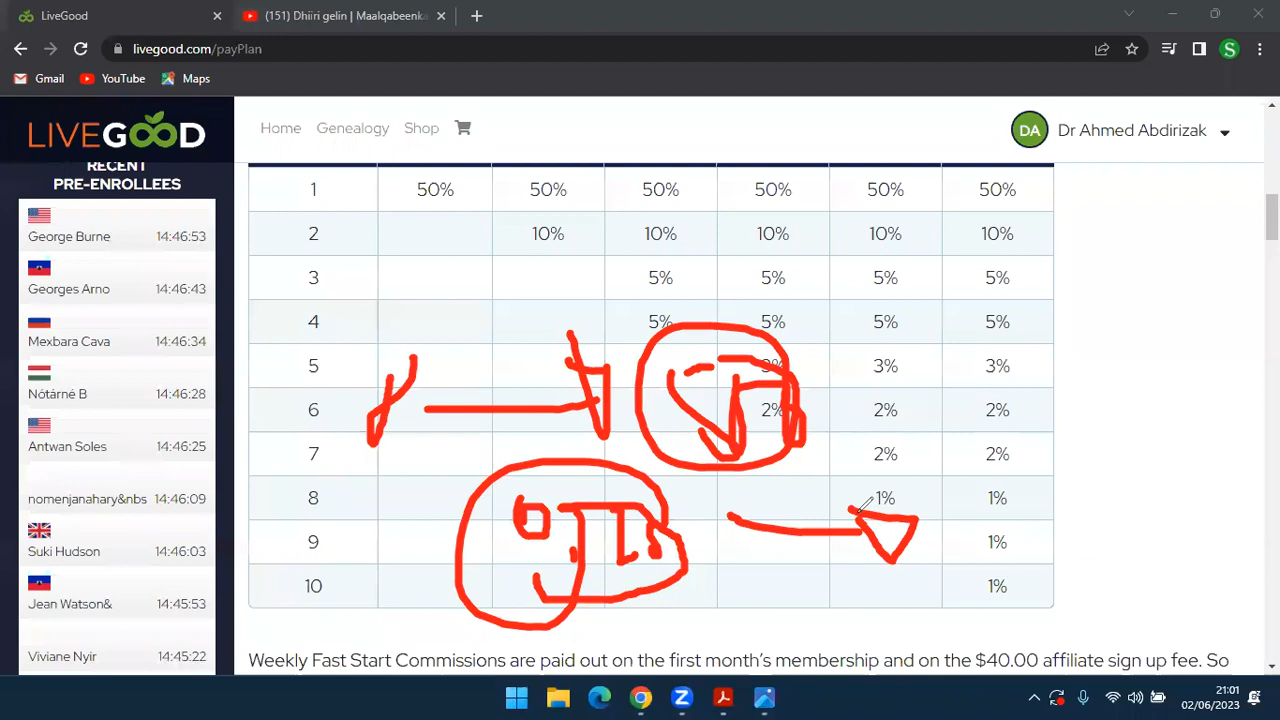 LiveGood
(151) Dhiiri gelin | Maalqabeenka
livegood.com/payPlan
Gmail YouTube Maps
LIVEGOOD
Home Genealogy Shop
DA Dr Ahmed Abdirizak
S
RECENT
PRE-ENROLLEES
George Burne 14:46:53
Georges Arno 14:46:43
Mexbara Cava 14:46:34
Nótárné B 14:46:28
Antwan Soles 14:46:25
nomenjanahary&nbs 14:46:09
Suki Hudson 14:46:03
Jean Watson& 14:45:53
Viviane Nyir 14:45:22
1 50% 50% 50% 50% 50% 50%
2 10% 10% 10% 10% 10%
3 5% 5% 5% 5%
4 5% 5% 5% 5%
5 3% 3% 3%
6 2% 2% 2%
7 2% 2%
8 1% 1%
9 1%
10 1%
Weekly Fast Start Commissions are paid out on the first month's membership and on the $40.00 affiliate sign up fee. So
21:01
02/06/2023